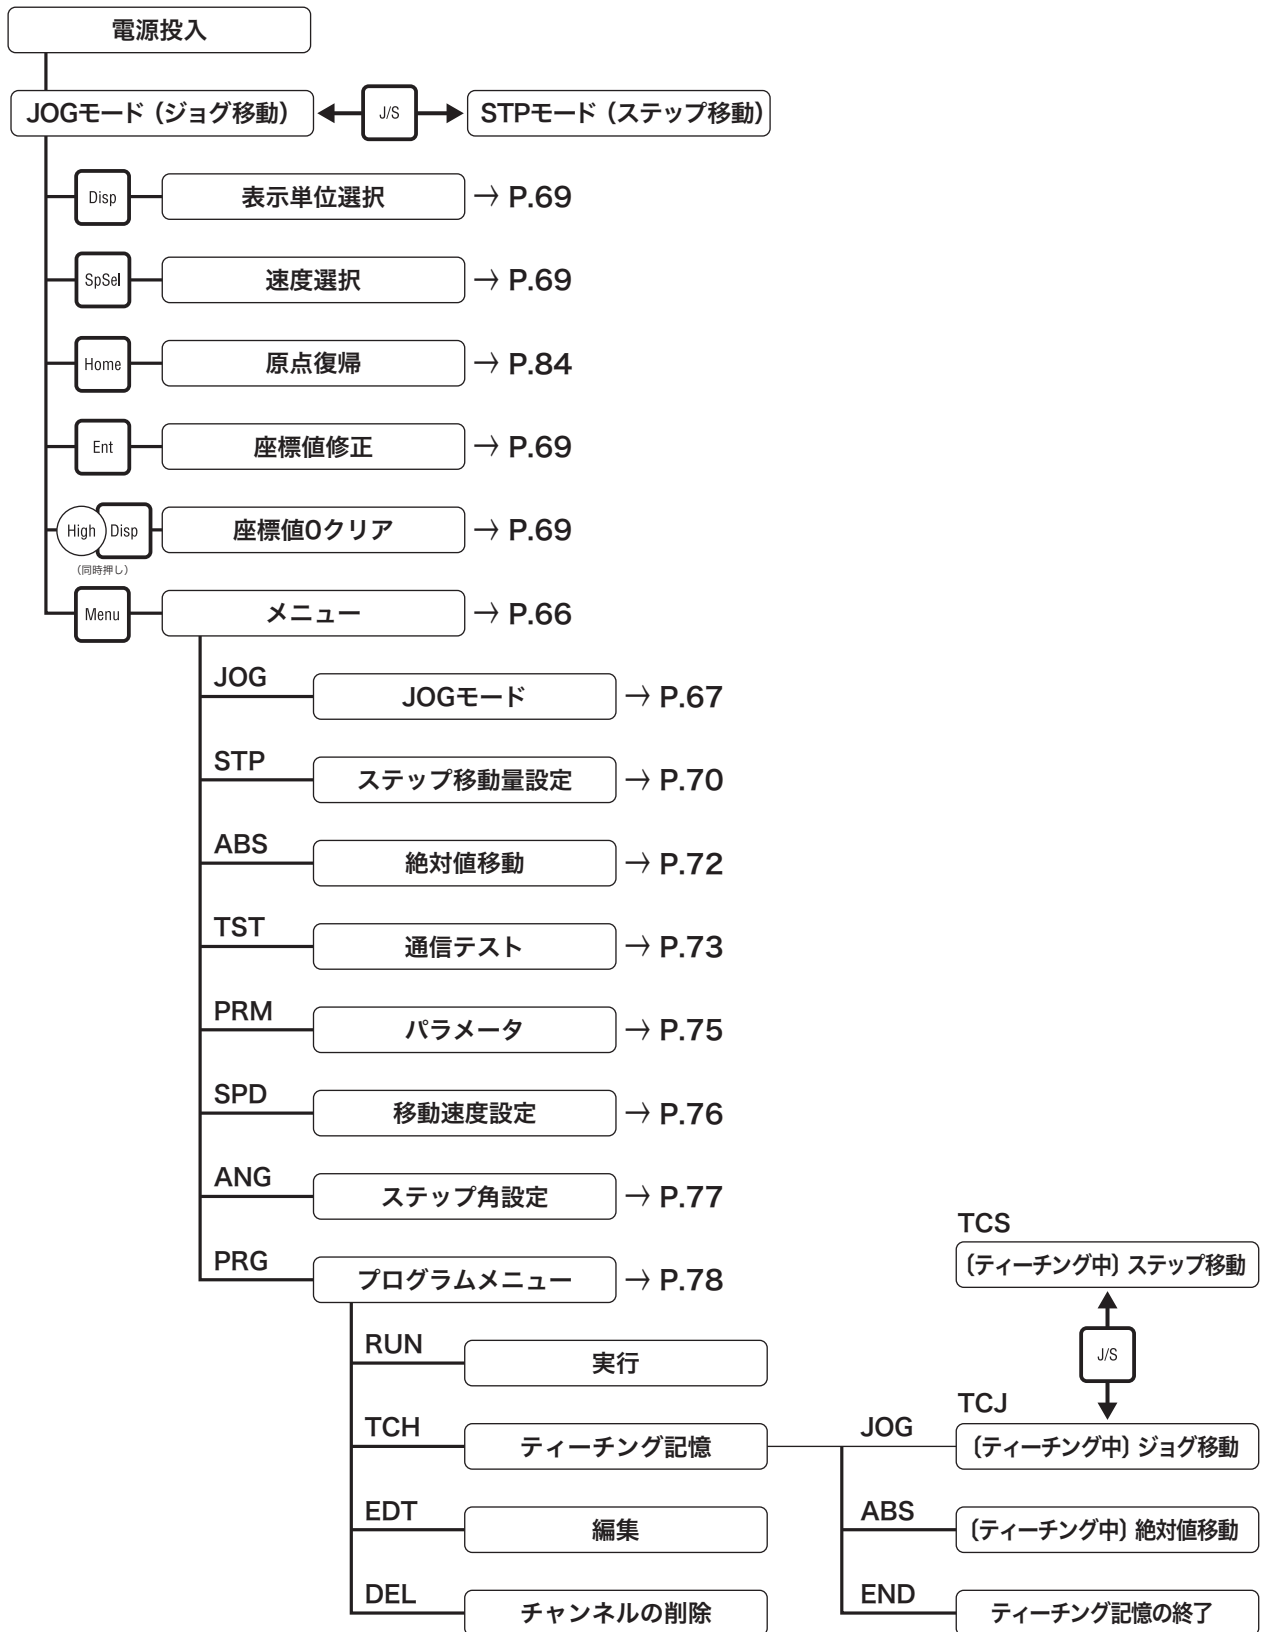 電源投入
JOGモード（ジョグ移動） J/S STPモード（ステップ移動）
Disp 表示単位選択 → P.69
SpSel 速度選択 → P.69
Home 原点復帰 → P.84
Ent 座標値修正 → P.69
High Disp 座標値0クリア → P.69
（同時押し）
Menu メニュー → P.66
JOG
JOGモード → P.67
STP
ステップ移動量設定 → P.70
ABS
絶対値移動 → P.72
TST
通信テスト → P.73
PRM
パラメータ → P.75
SPD
移動速度設定 → P.76
ANG
ステップ角設定 → P.77
PRG
プログラムメニュー → P.78
RUN
実行
TCH
ティーチング記憶
EDT
編集
DEL
チャンネルの削除
TCS
〔ティーチング中〕ステップ移動
J/S
TCJ
JOG
〔ティーチング中〕ジョグ移動
ABS
〔ティーチング中〕絶対値移動
END
ティーチング記憶の終了